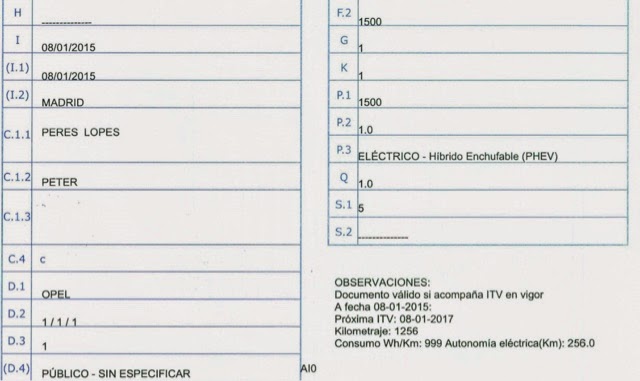 H -------------
I 08/01/2015
(I.1) 08/01/2015
(I.2) MADRID
C.1.1 PERES LOPES
C.1.2 PETER
C.1.3
C.4 c
D.1 OPEL
D.2 1/1/1
D.3 1
(D.4) PÚBLICO - SIN ESPECIFICAR AI0
F.2 1500
G 1
K 1
P.1 1500
P.2 1.0
P.3 ELÉCTRICO - Híbrido Enchufable (PHEV)
Q 1.0
S.1 5
S.2 -------------
OBSERVACIONES:
Documento válido si acompaña ITV en vigor
A fecha 08-01-2015:
Próxima ITV: 08-01-2017
Kilometraje: 1256
Consumo Wh/Km: 999 Autonomía eléctrica(Km): 256.0